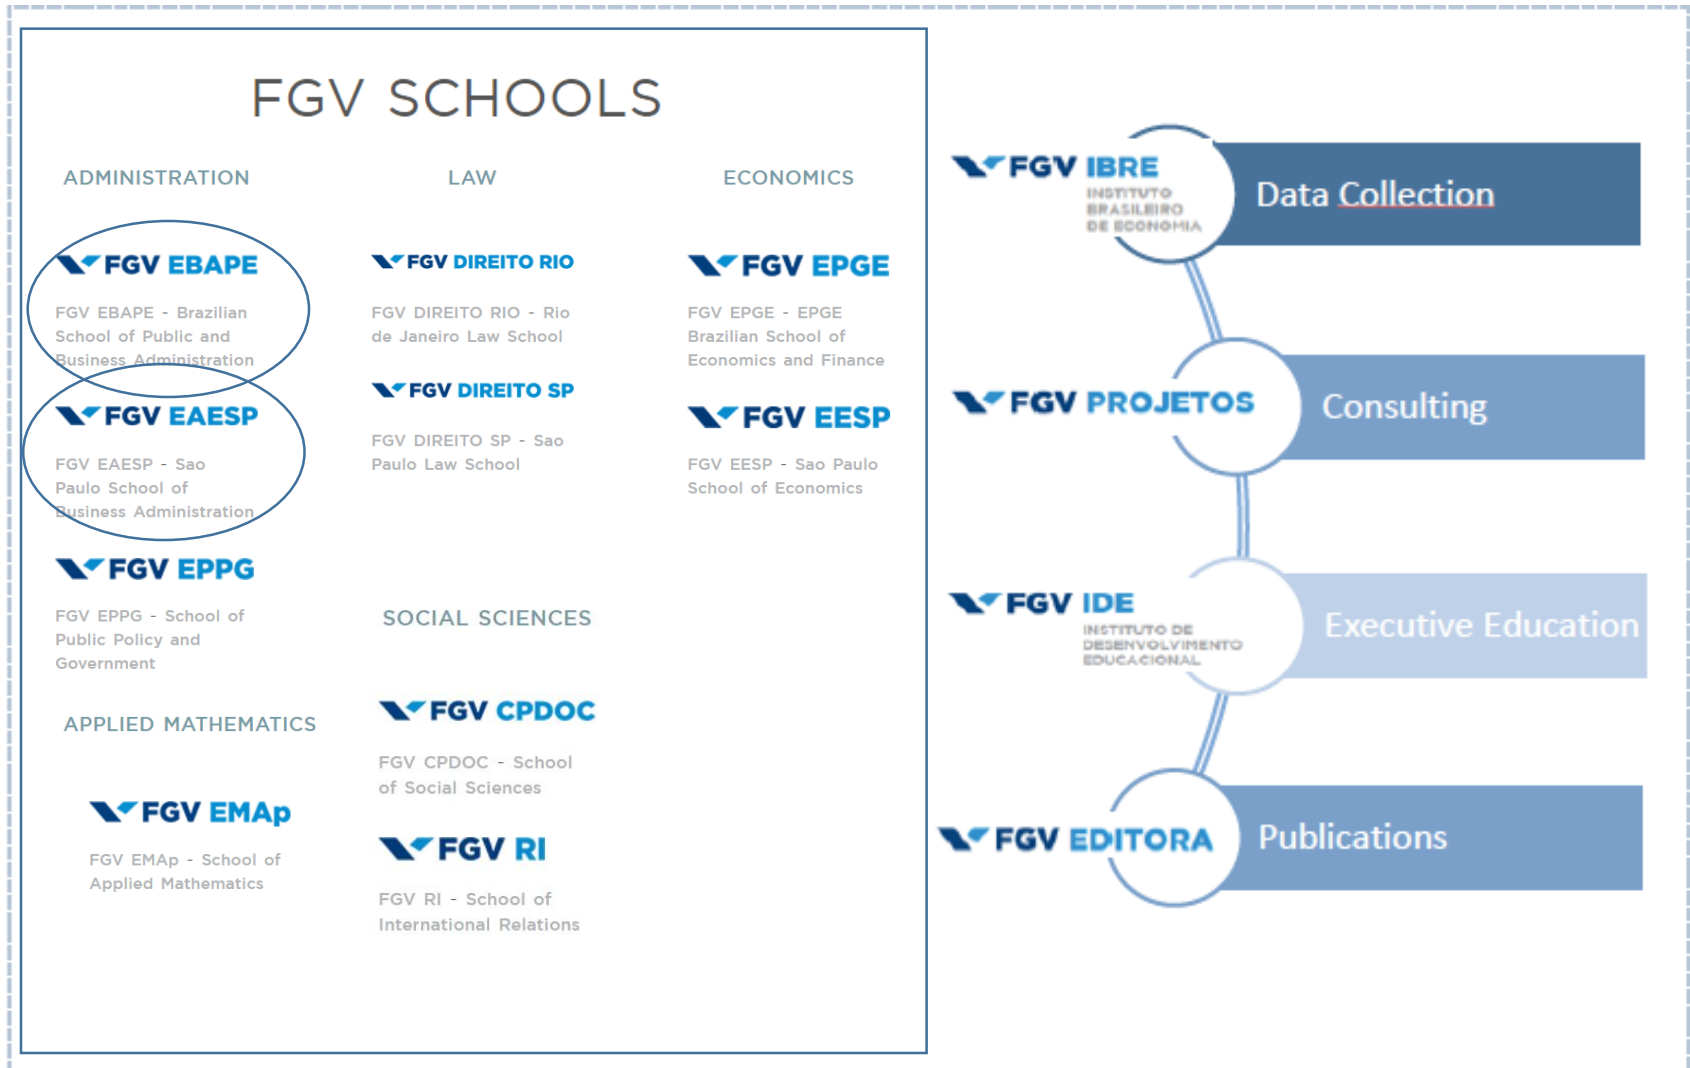 FGV SCHOOLS
ADMINISTRATION
FGV EBAPE
FGV EBAPE - Brazilian
School of Public and
Business Administration
FGV EAESP
FGV EAESP - Sao
Paulo School of
Business Administration
FGV EPPG
FGV EPPG - School of
Public Policy and
Government
APPLIED MATHEMATICS
FGV EMAp
FGV EMAp - School of
Applied Mathematics
LAW
FGV DIREITO RIO
FGV DIREITO RIO - Rio
de Janeiro Law School
FGV DIREITO SP
FGV DIREITO SP - Sao
Paulo Law School
SOCIAL SCIENCES
FGV CPDOC
FGV CPDOC - School
of Social Sciences
FGV RI
FGV RI - School of
International Relations
ECONOMICS
FGV EPGE
FGV EPGE - EPGE
Brazilian School of
Economics and Finance
FGV EESP
FGV EESP - Sao Paulo
School of Economics
FGV IBRE
INSTITUTO
BRASILEIRO
DE ECONOMIA
Data Collection
FGV PROJETOS
Consulting
FGV IDE
INSTITUTO DE
DESENVOLVIMENTO
EDUCACIONAL
Executive Education
FGV EDITORA
Publications